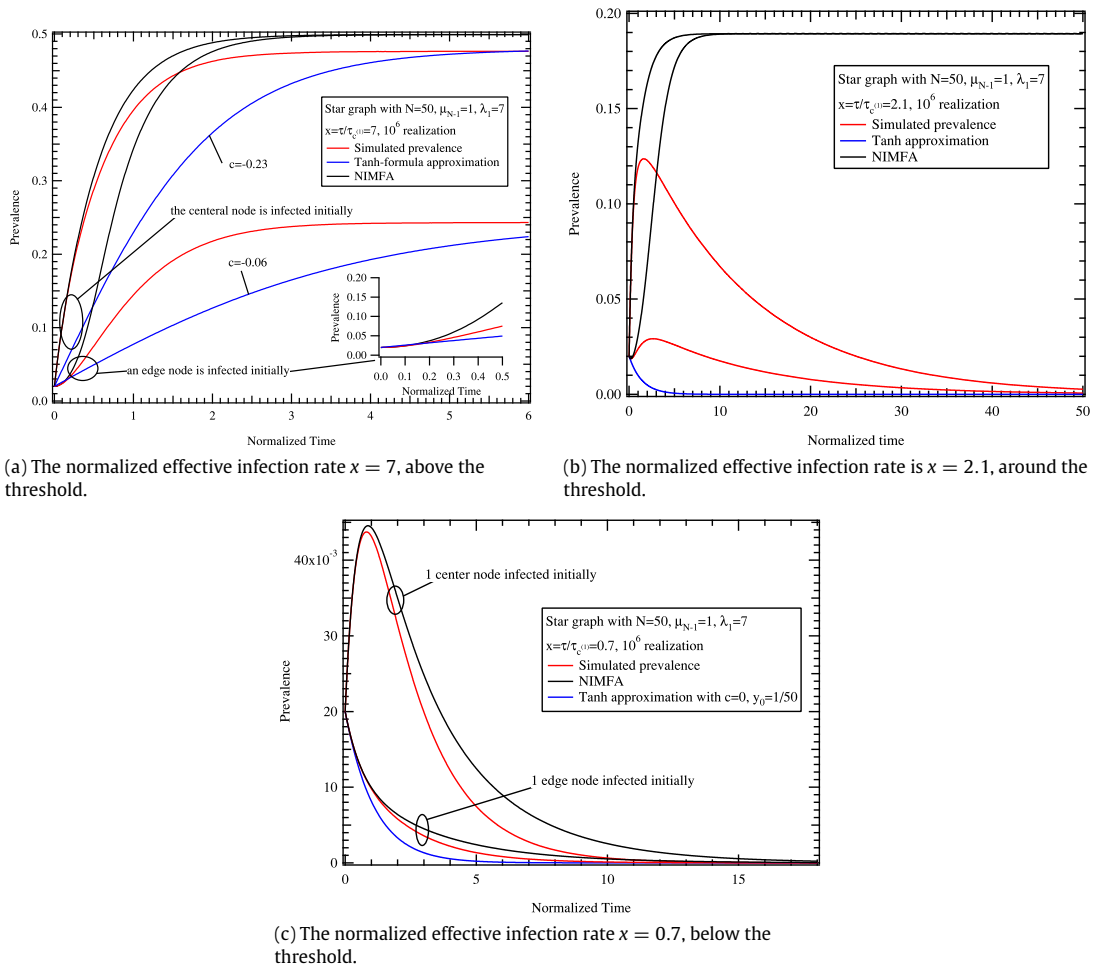 0.5
0.4
0.3
0.2
0.1
0.0
Prevalence
Star graph with N=50, μN-1=1, λ1=7
x=τ/τc(1)=7, 10^6 realization
Simulated prevalence
Tanh-formula approximation
NIMFA
c=-0.23
the centeral node is infected initially
c=-0.06
an edge node is infected initially
0.20
0.15
0.10
0.05
0.00
Prevalence
0.0 0.1 0.2 0.3 0.4 0.5
Normalized Time
0 1 2 3 4 5 6
Normalized Time
(a) The normalized effective infection rate x = 7, above the
threshold.
0.20
0.15
0.10
0.05
0.00
Prevalence
Star graph with N=50, μN-1=1, λ1=7
x=τ/τc(1)=2.1, 10^6 realization
Simulated prevalence
Tanh approximation
NIMFA
0 10 20 30 40 50
Normalized time
(b) The normalized effective infection rate is x = 2.1, around the
threshold.
40x10^-3
30
20
10
0
Prevalence
1 center node infected initially
Star graph with N=50, μN-1=1, λ1=7
x=τ/τc(1)=0.7, 10^6 realization
Simulated prevalence
NIMFA
Tanh approximation with c=0, y0=1/50
1 edge node infected initially
0 5 10 15
Normalized Time
(c) The normalized effective infection rate x = 0.7, below the
threshold.